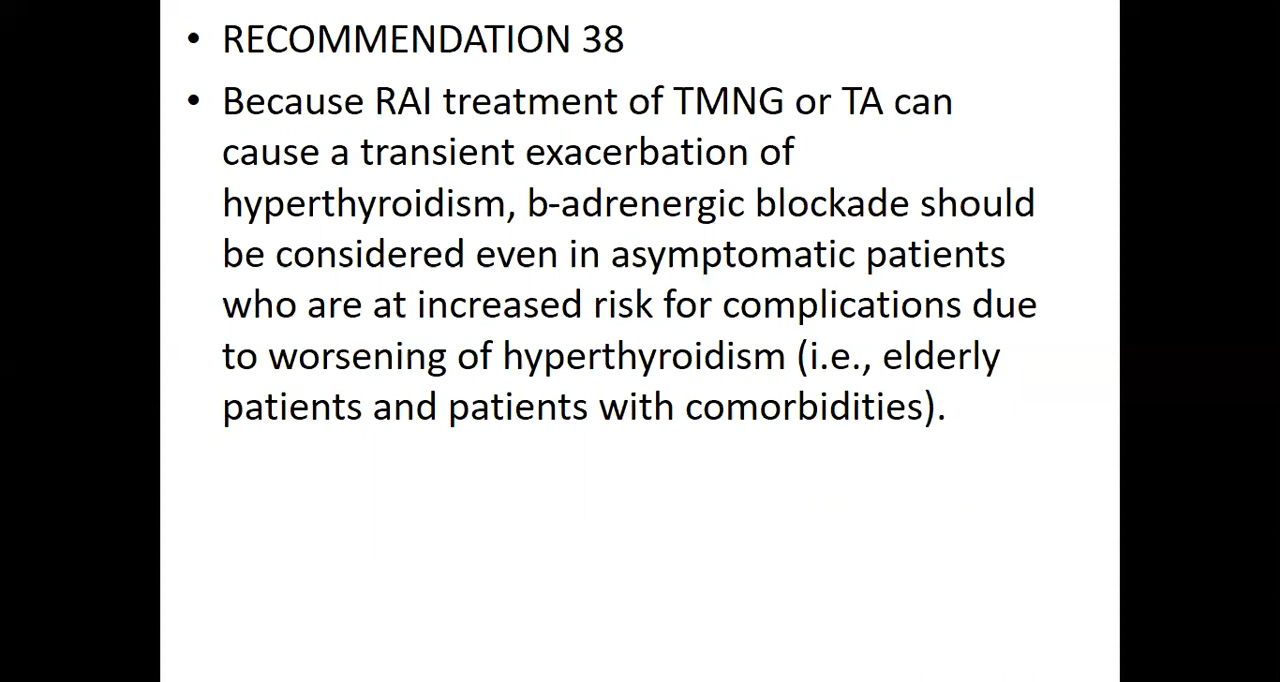 • RECOMMENDATION 38
• Because RAI treatment of TMNG or TA can
cause a transient exacerbation of
hyperthyroidism, b-adrenergic blockade should
be considered even in asymptomatic patients
who are at increased risk for complications due
to worsening of hyperthyroidism (i.e., elderly
patients and patients with comorbidities).